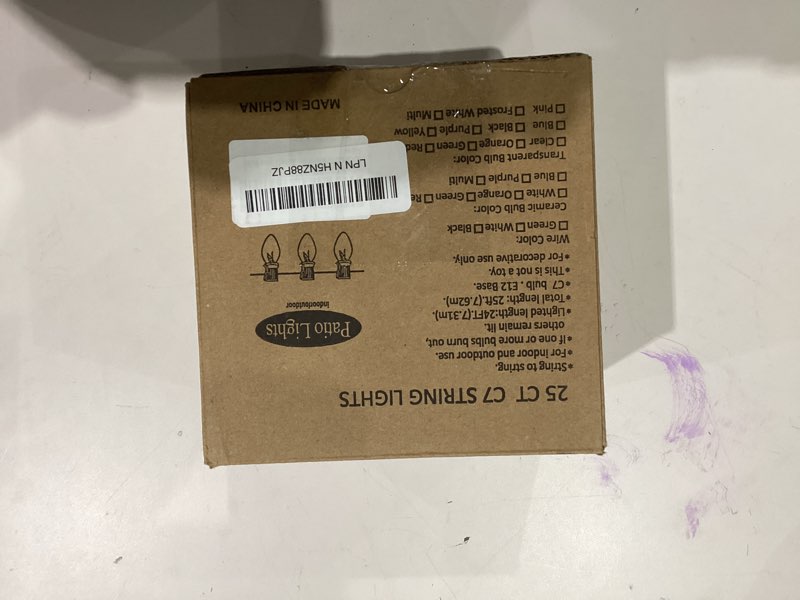 25 CT C7 STRING LIGHTS
*String to string.
*For indoor and outdoor use.
*If one or more bulbs burn out,
others remain lit.
*Lighted length:24FT.(7.31m).
*Total length: 25ft.(7.62m).
*C7 bulb . E12 Base.
*This is not a toy.
*For decorative use only.
Wire Color:
□ Green □ White □ Black
Ceramic Bulb Color:
□ White □ Orange □ Green □ Re
□ Blue □ Purple □ Multi
Transparent Bulb Color:
□ Clear □ Orange □ Green □ Red
□ Blue □ Black □ Purple □ Yellow
□ Pink □ Frosted White □ Multi
Patio Lights
indoor/outdoor
LPN N H5NZ88PJZ
MADE IN CHINA